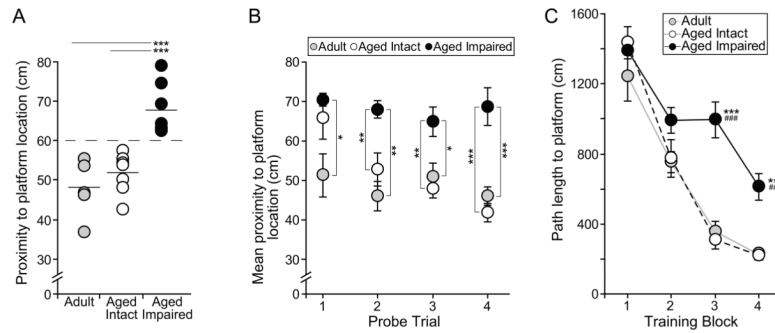 A
Proximity to platform location (cm)
80
70
60
50
40
30
0
***
***
Adult
Aged
Intact
Aged
Impaired
B
Adult Aged Intact Aged Impaired
Mean proximity to platform
location (cm)
80
70
60
50
40
30
0
*
**
**
**
*
***
***
1 2 3 4
Probe Trial
C
Adult
Aged Intact
Aged Impaired
Path length to platform (cm)
1600
1200
800
400
0
***
###
1 2 3 4
Training Block